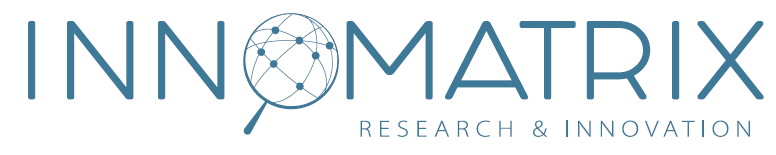 INNOMATRIX
RESEARCH & INNOVATION